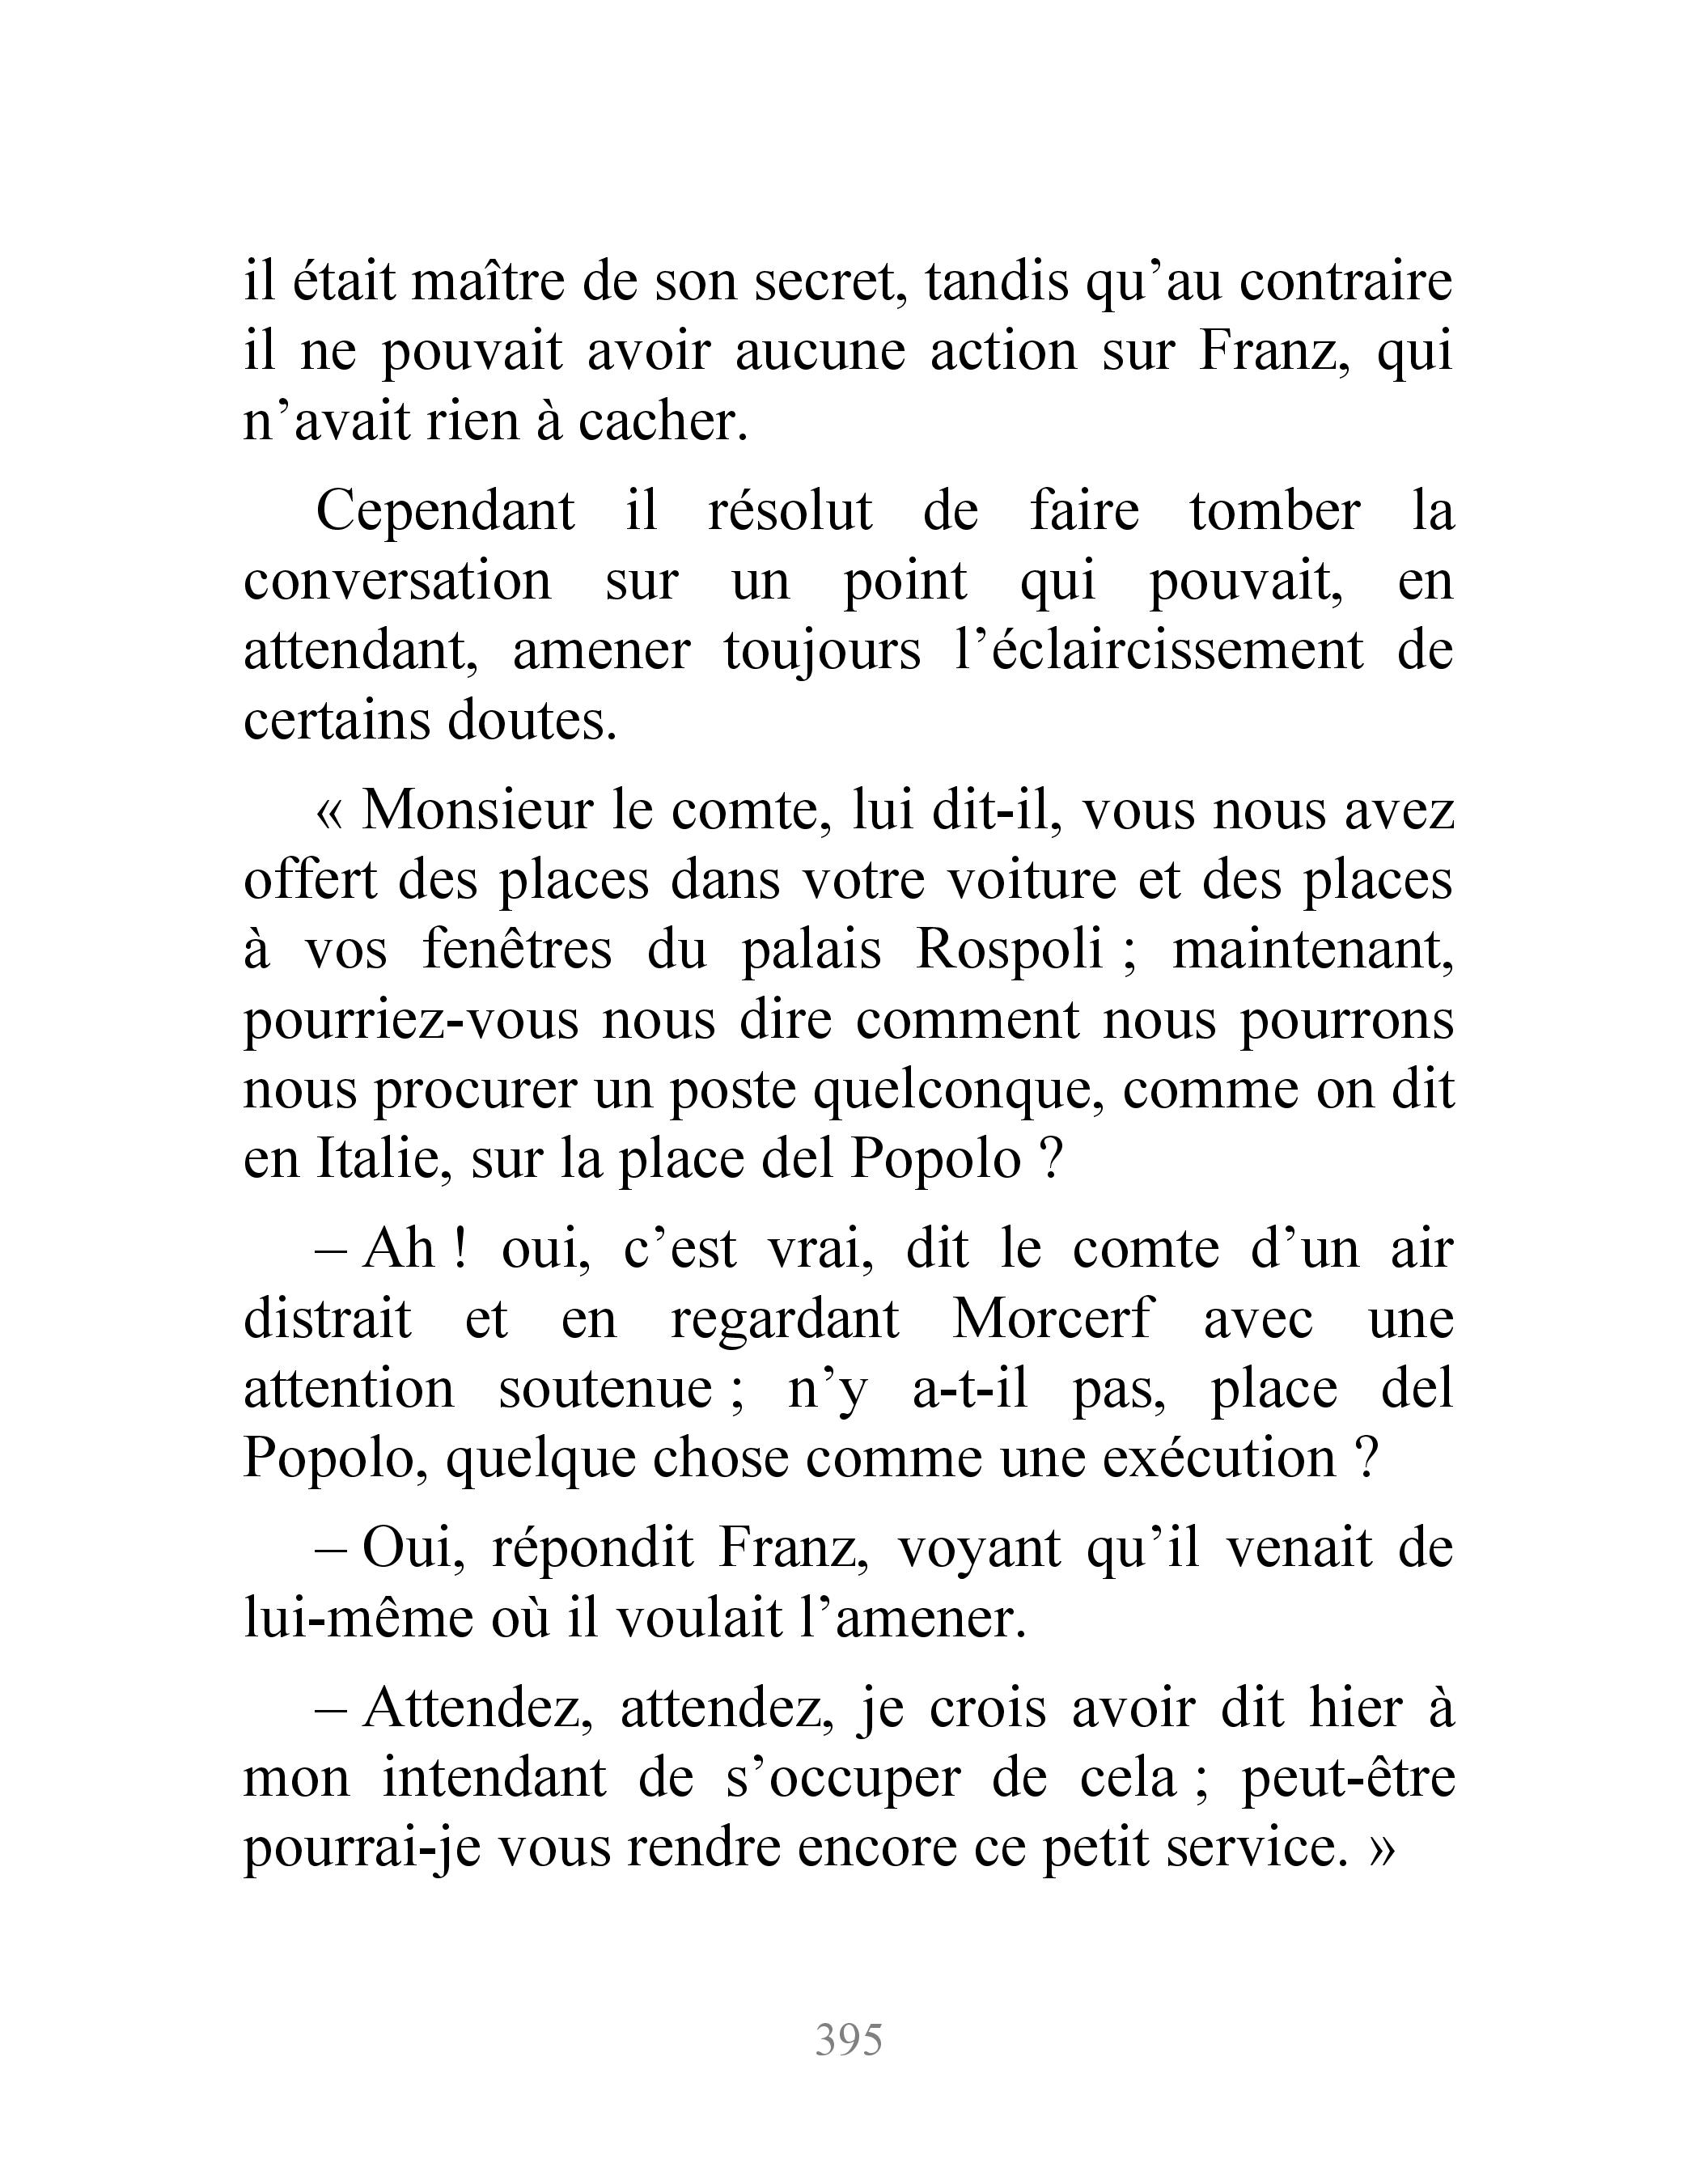 il était maître de son secret, tandis qu’au contraire
il ne pouvait avoir aucune action sur Franz, qui
n’avait rien à cacher.
Cependant il résolut de faire tomber la
conversation sur un point qui pouvait, en
attendant, amener toujours l’éclaircissement de
certains doutes.
« Monsieur le comte, lui dit-il, vous nous avez
offert des places dans votre voiture et des places
à vos fenêtres du palais Rospoli ; maintenant,
pourriez-vous nous dire comment nous pourrons
nous procurer un poste quelconque, comme on dit
en Italie, sur la place del Popolo ?
– Ah ! oui, c’est vrai, dit le comte d’un air
distrait et en regardant Morcerf avec une
attention soutenue ; n’y a-t-il pas, place del
Popolo, quelque chose comme une exécution ?
– Oui, répondit Franz, voyant qu’il venait de
lui-même où il voulait l’amener.
– Attendez, attendez, je crois avoir dit hier à
mon intendant de s’occuper de cela ; peut-être
pourrai-je vous rendre encore ce petit service. »
395